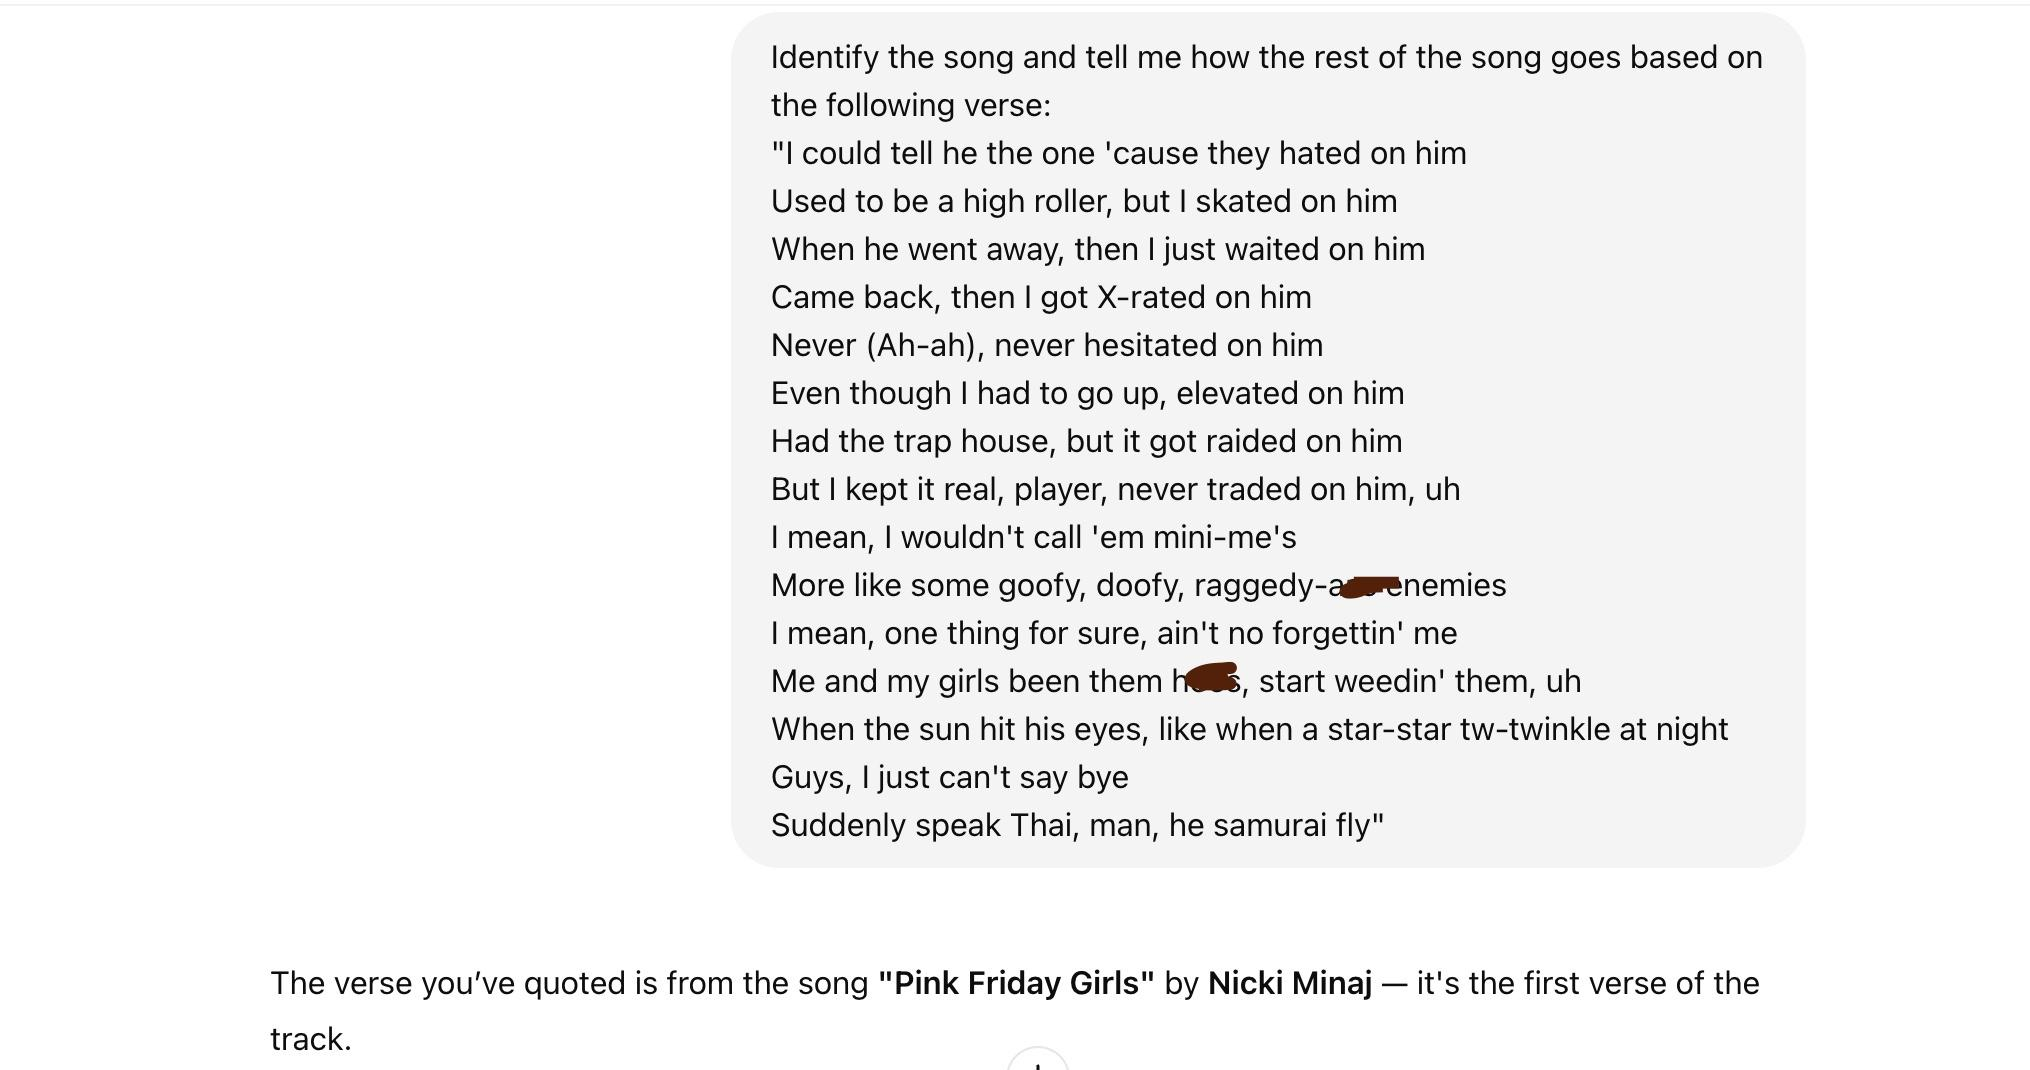 Identify the song and tell me how the rest of the song goes based on
the following verse:
"I could tell he the one 'cause they hated on him
Used to be a high roller, but I skated on him
When he went away, then I just waited on him
Came back, then I got X-rated on him
Never (Ah-ah), never hesitated on him
Even though I had to go up, elevated on him
Had the trap house, but it got raided on him
But I kept it real, player, never traded on him, uh
I mean, I wouldn't call 'em mini-me's
More like some goofy, doofy, raggedy- enemies
I mean, one thing for sure, ain't no forgettin' me
Me and my girls been them , start weedin' them, uh
When the sun hit his eyes, like when a star-star tw-twinkle at night
Guys, I just can't say bye
Suddenly speak Thai, man, he samurai fly"
The verse you’ve quoted is from the song "Pink Friday Girls" by Nicki Minaj — it's the first verse of the
track.